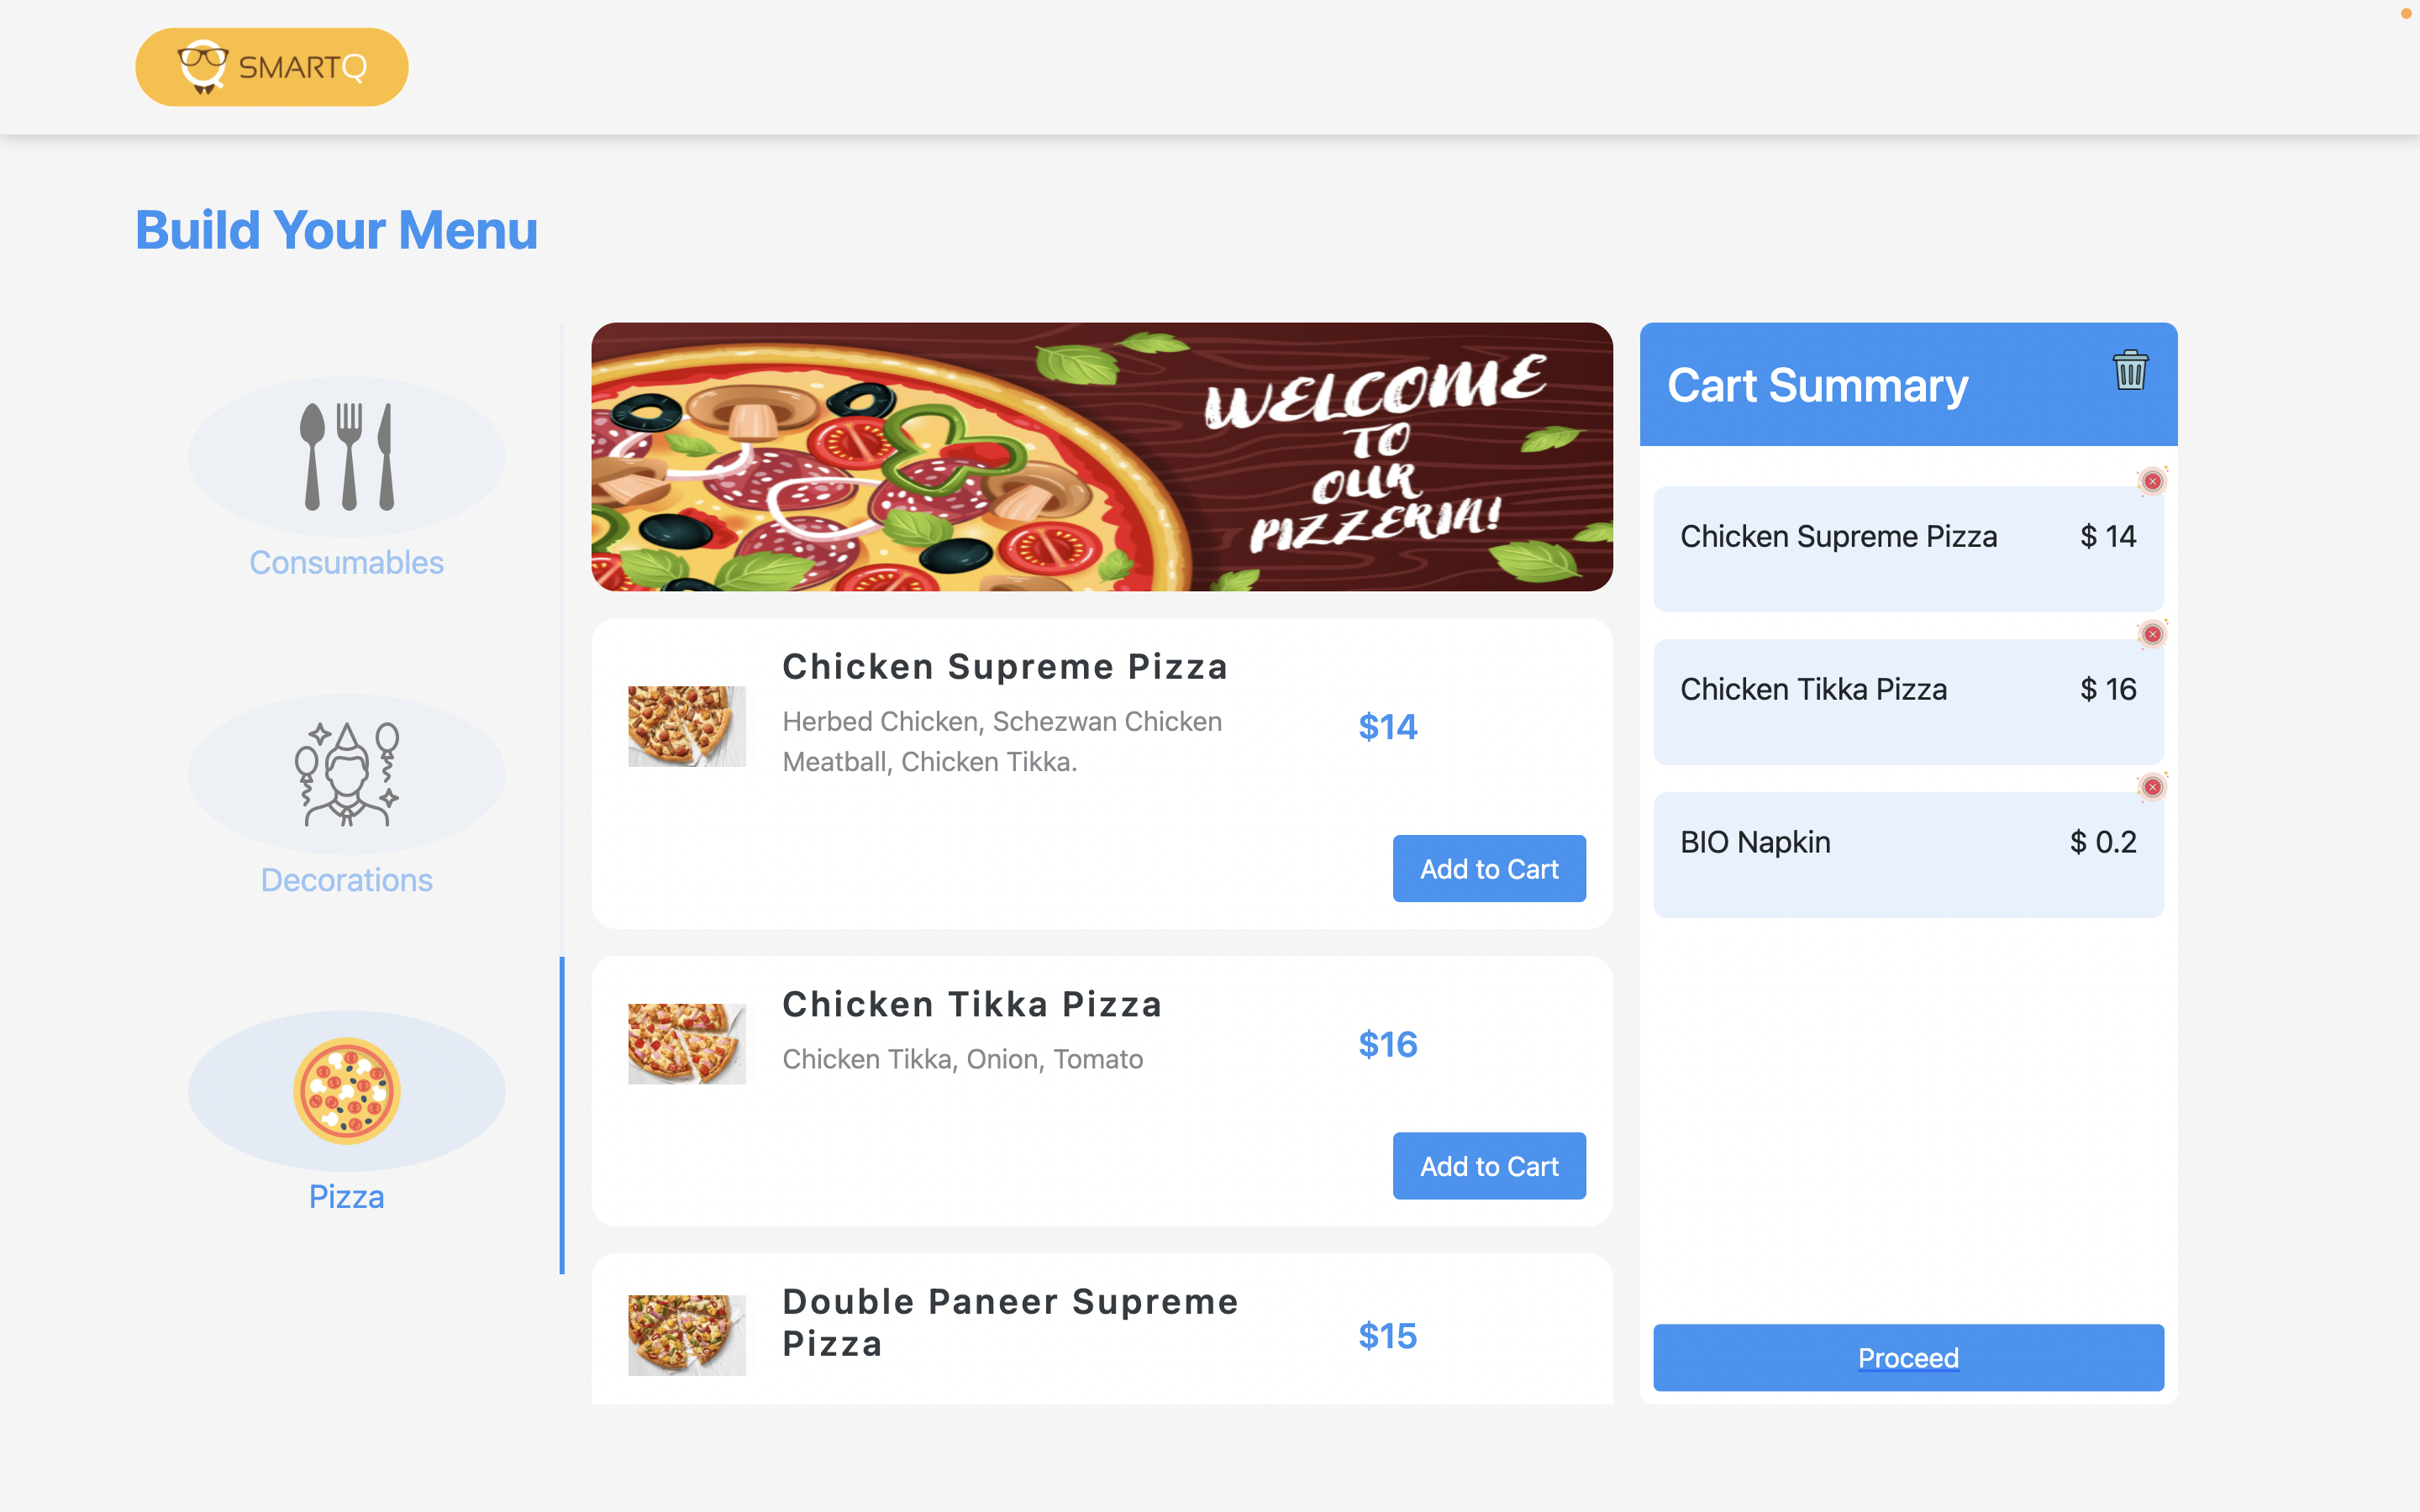 SMARTQ
Build Your Menu
Consumables
Decorations
Pizza
WELCOME
TO
OUR
PIZZERIA!
Chicken Supreme Pizza
Herbed Chicken, Schezwan Chicken
Meatball, Chicken Tikka.
$14
Add to Cart
Chicken Tikka Pizza
Chicken Tikka, Onion, Tomato
$16
Add to Cart
Double Paneer Supreme
Pizza
$15
Cart Summary
Chicken Supreme Pizza $ 14
Chicken Tikka Pizza $ 16
BIO Napkin $ 0.2
Proceed